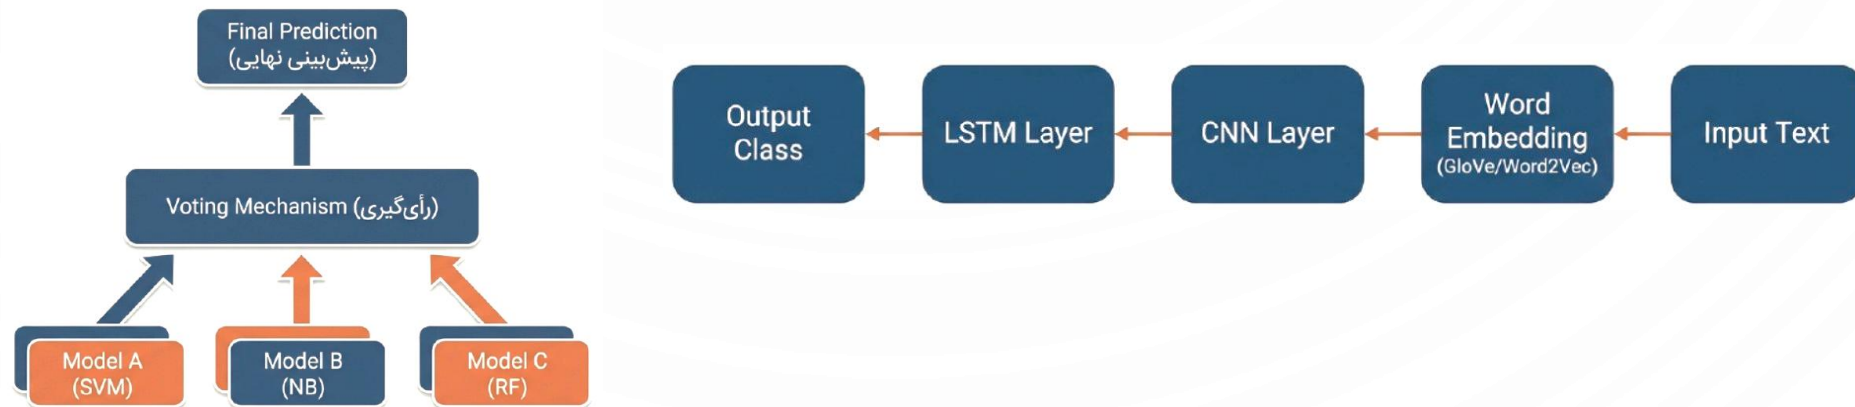 Final Prediction
(پیش‌بینی نهایی)
Voting Mechanism (رأی‌گیری)
Model A
(SVM)
Model B
(NB)
Model C
(RF)
Output
Class
LSTM Layer
CNN Layer
Word
Embedding
(GloVe/Word2Vec)
Input Text